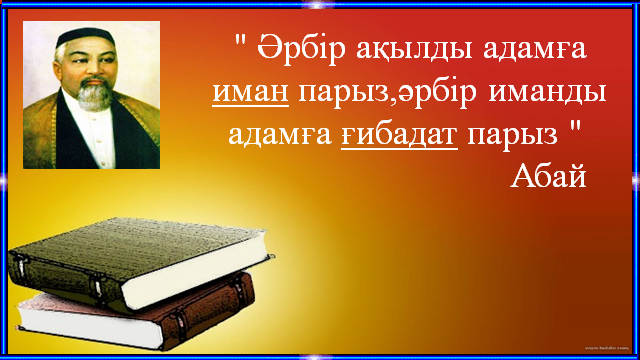 " Әрбір ақылды адамға
иман парыз,әрбір иманды
адамға ғибадат парыз "
Абай